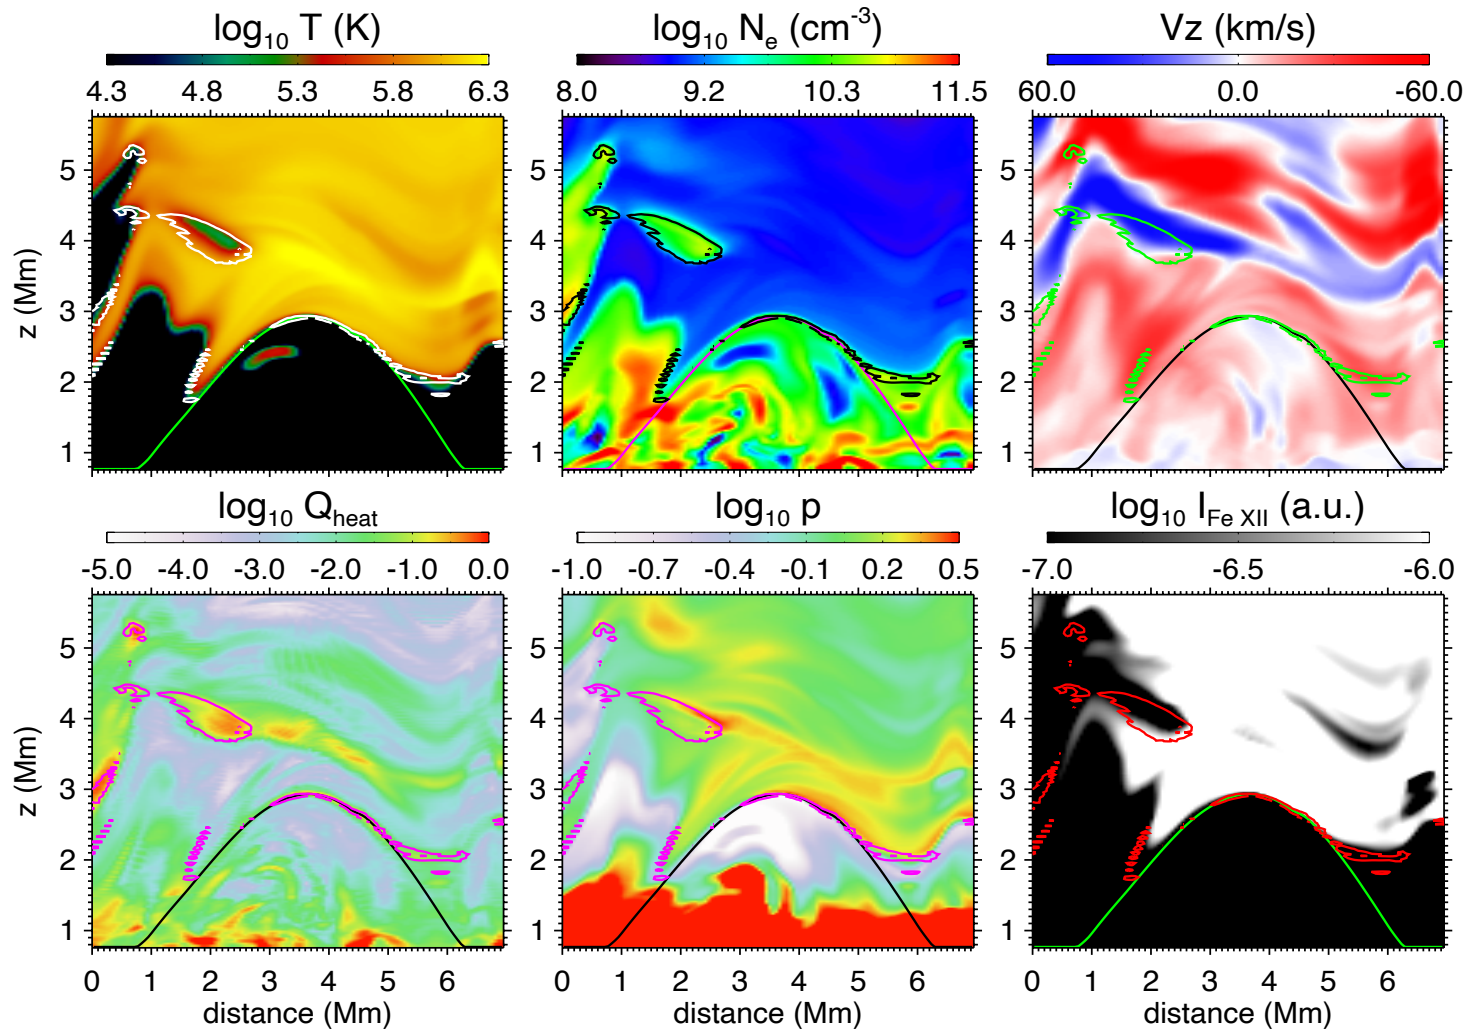 log10 T (K)
log10 Ne (cm-3)
Vz (km/s)
4.3 4.8 5.3 5.8 6.3
8.0 9.2 10.3 11.5
60.0 0.0 -60.0
z (Mm)
5
4
3
2
1
log10 Qheat
log10 p
log10 IFe XII (a.u.)
-5.0 -4.0 -3.0 -2.0 -1.0 0.0
-1.0 -0.7 -0.4 -0.1 0.2 0.5
-7.0 -6.5 -6.0
z (Mm)
5
4
3
2
1
0 1 2 3 4 5 6
0 1 2 3 4 5 6
0 1 2 3 4 5 6
distance (Mm)
distance (Mm)
distance (Mm)